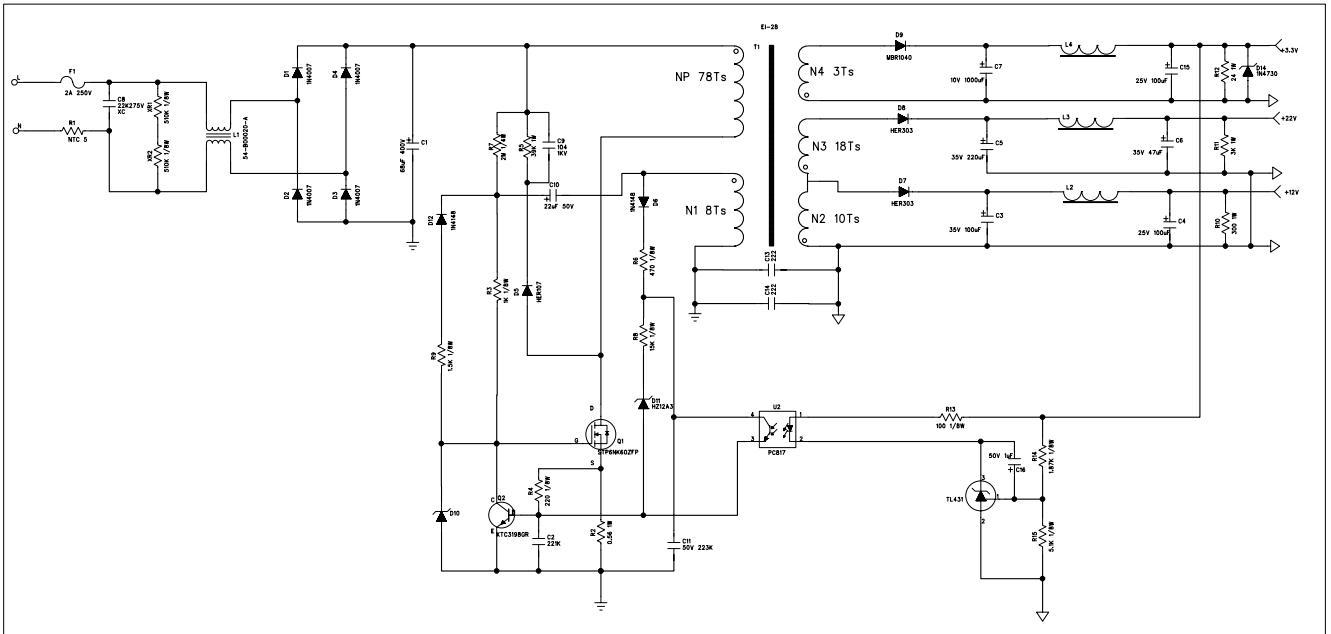 EI-28
T1
NP 78Ts
N1 8Ts
N4 3Ts
N3 18Ts
N2 10Ts
L
N
F1
2A 250V
R1
NTC 5
C8
22K275V
XC
XR1
510K 1/8W
XR2
510K 1/8W
L1
54-B00020-A
D1
1N4007
D4
1N4007
D2
1N4007
D3
1N4007
C1
68uF 400V
R7
2M 1/4W
R5
39K 1W
C9
104
1KV
C10
22uF 50V
D12
1N4148
R3
1K 1/8W
D5
HER107
R9
1.5K 1/8W
1N4148
D6
R6
470 1/8W
R8
15K 1/8W
D11
HZ12A3
D
G
S
Q1
STP6NK60ZFP
D10
C
Q2
E
KTC3198GR
R4
220 1/8W
C2
221K
R2
0.56 1W
C11
50V 223K
C13
222
C14
222
U2
4
3
1
2
PC817
R13
100 1/8W
50V 1uF
C16
TL431
3
1
2
R14
1.87K 1/8W
R15
5.1K 1/8W
D9
MBR1040
C7
10V 1000uF
L4
C15
25V 100uF
R12
24 1W
D14
1N4730
+3.3V
D8
HER303
C5
35V 220uF
L3
C6
35V 47uF
R11
3K 1W
+22V
D7
HER303
C3
35V 100uF
L2
C4
25V 100uF
R10
300 1W
+12V